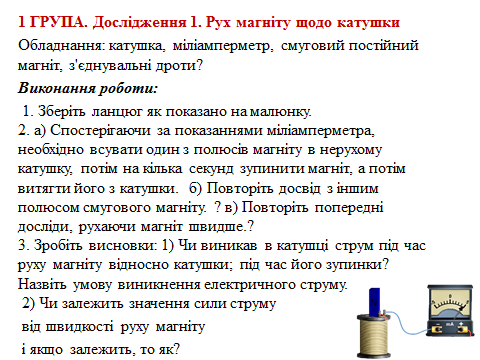 1 ГРУПА. Дослідження 1. Рух магніту щодо катушки
Обладнання: катушка, міліамперметр, смуговий постійний
магніт, з'єднувальні дроти?
Виконання роботи:
1. Зберіть ланцюг як показано на малюнку.
2. а) Спостерігаючи за показаннями міліамперметра,
необхідно всувати один з полюсів магніту в нерухому
катушку, потім на кілька секунд зупинити магніт, а потім
витягти його з катушки. б) Повторіть досвід з іншим
полюсом смугового магніту. ? в) Повторіть попередні
досліди, рухаючи магніт швидше.?
3. Зробіть висновки: 1) Чи виникав в катушці струм під час
руху магніту відносно катушки; під час його зупинки?
Назвіть умову виникнення електричного струму.
2) Чи залежить значення сили струму
від швидкості руху магніту
і якщо залежить, то як?
mA